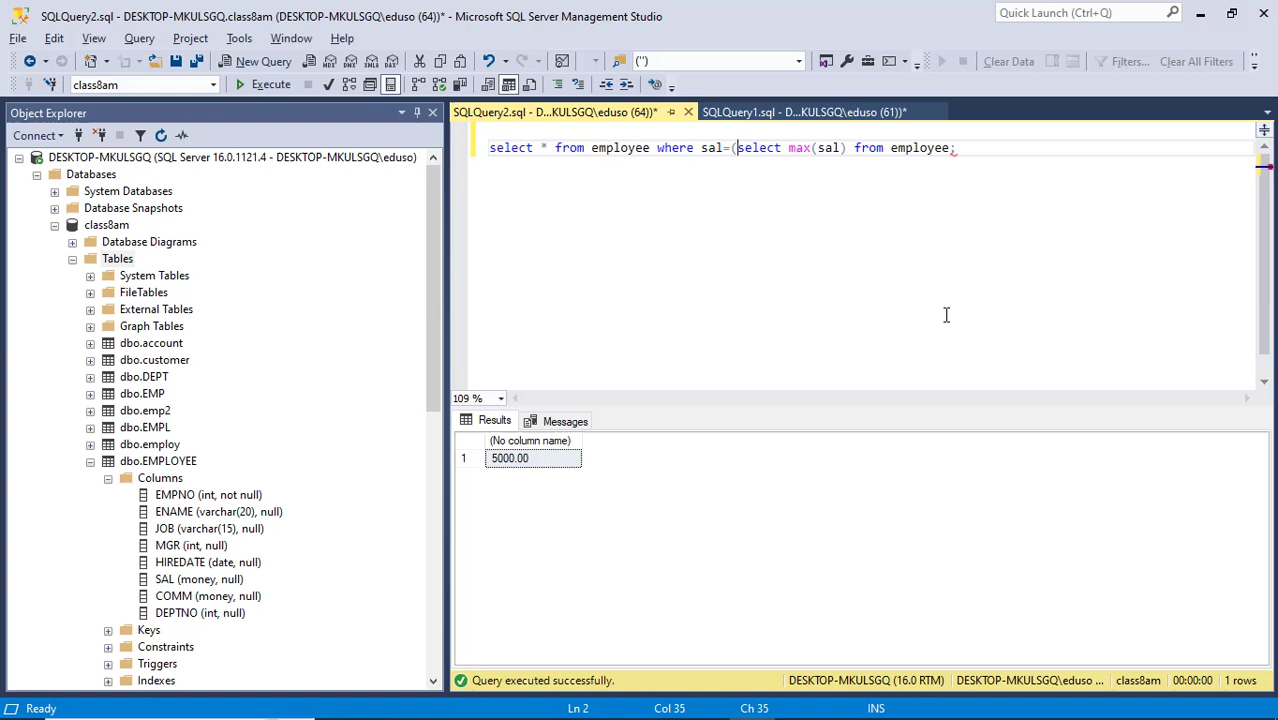 SQLQuery2.sql - DESKTOP-MKULSGQ.class8am (DESKTOP-MKULSGQ\eduso (64))* - Microsoft SQL Server Management Studio
Quick Launch (Ctrl+Q)
File Edit View Query Project Tools Window Help
New Query MDX DMX XMLA DAX ('') Clear Data Filters... Clear All Filters...
class8am Execute
Object Explorer
SQLQuery2.sql - D...KULSGQ\eduso (64))* SQLQuery1.sql - D...KULSGQ\eduso (61))*
Connect
select * from employee where sal=(select max(sal) from employee;
DESKTOP-MKULSGQ (SQL Server 16.0.1121.4 - DESKTOP-MKULSGQ\eduso)
Databases
System Databases
Database Snapshots
class8am
Database Diagrams
Tables
System Tables
FileTables
External Tables
Graph Tables
dbo.account
dbo.customer
dbo.DEPT
dbo.EMP
dbo.emp2
dbo.EMPL
dbo.employ
dbo.EMPLOYEE
Columns
EMPNO (int, not null)
ENAME (varchar(20), null)
JOB (varchar(15), null)
MGR (int, null)
HIREDATE (date, null)
SAL (money, null)
COMM (money, null)
DEPTNO (int, null)
Keys
Constraints
Triggers
Indexes
109 %
Results Messages
(No column name)
1 5000.00
Query executed successfully. DESKTOP-MKULSGQ (16.0 RTM) DESKTOP-MKULSGQ\eduso ... class8am 00:00:00 1 rows
Ready Ln 2 Col 35 Ch 35 INS